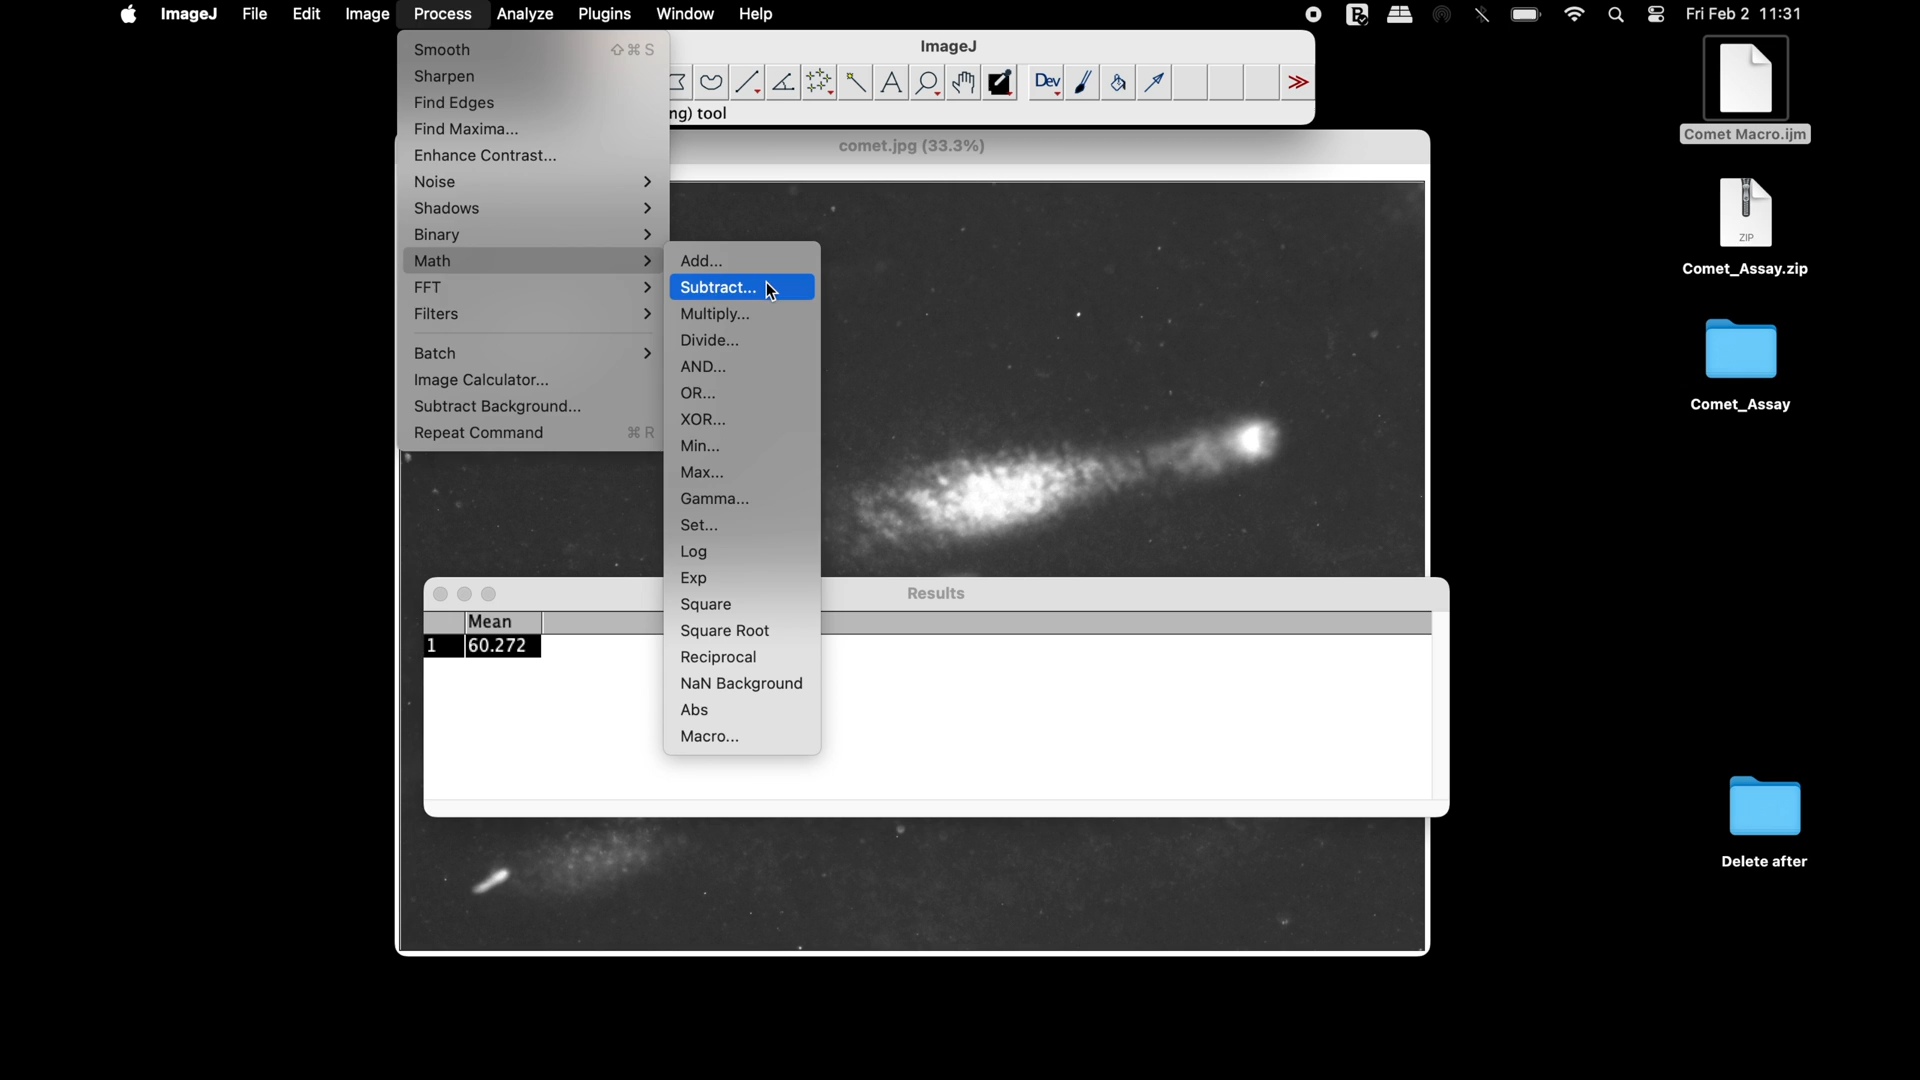 ImageJ File Edit Image Process Analyze Plugins Window Help Fri Feb 2 11:31
Smooth ⇧⌘S
Sharpen
Find Edges
Find Maxima...
Enhance Contrast...
Noise
Shadows
Binary
Math
FFT
Filters
Batch
Image Calculator...
Subtract Background...
Repeat Command ⌘R
Add...
Subtract...
Multiply...
Divide...
AND...
OR...
XOR...
Min...
Max...
Gamma...
Set...
Log
Exp
Square
Square Root
Reciprocal
NaN Background
Abs
Macro...
ImageJ
Dev
ng) tool
comet.jpg (33.3%)
Results
Mean
1 60.272
Comet Macro.ijm
ZIP
Comet_Assay.zip
Comet_Assay
Delete after